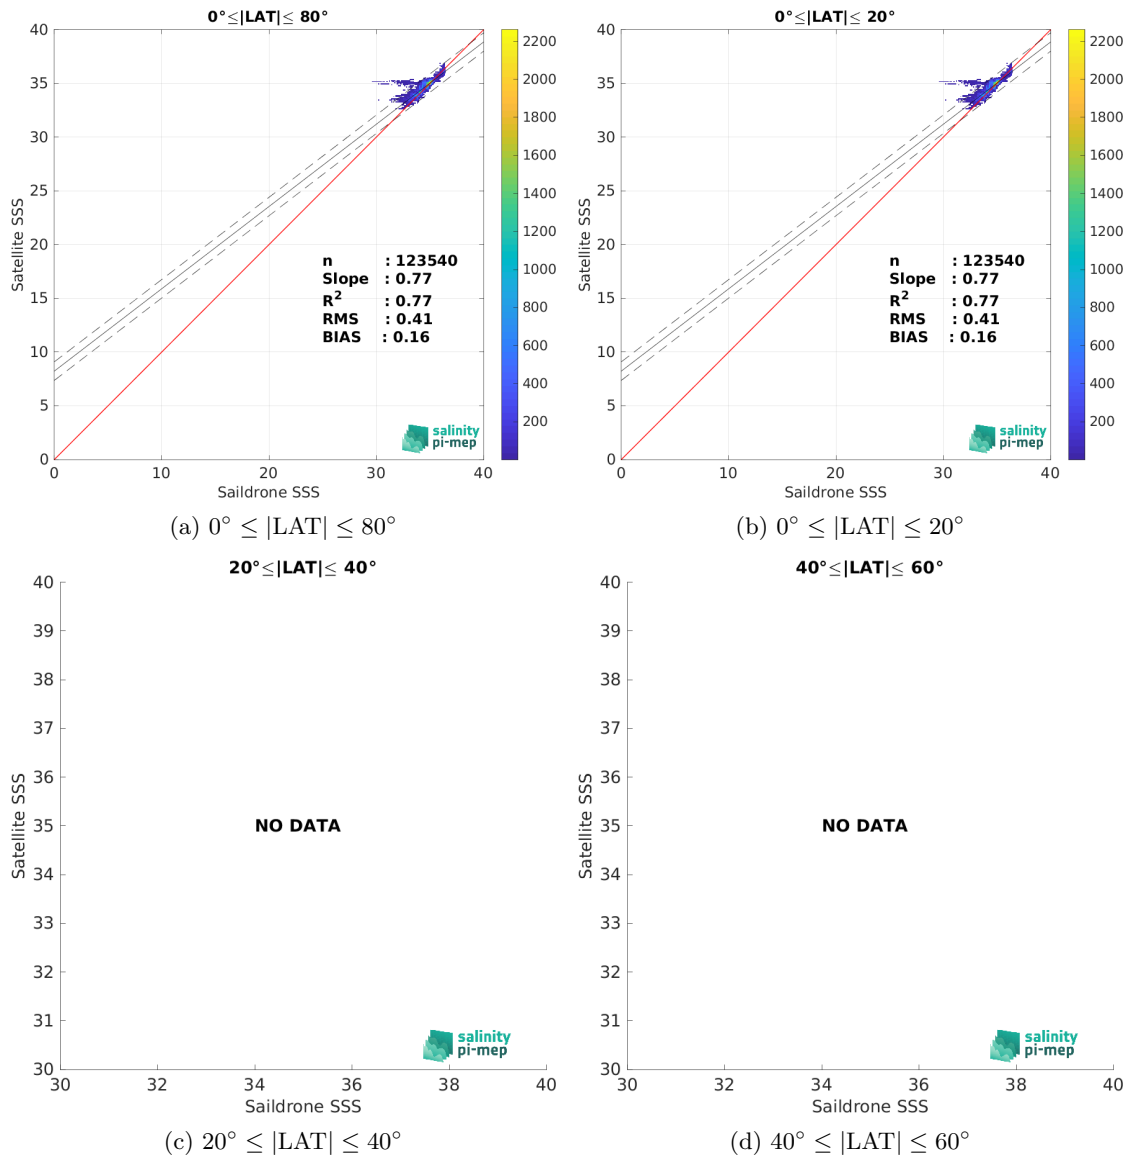 0°≤|LAT|≤ 80°
40
35
30
25
20
15
10
5
0
Satellite SSS
n : 123540
Slope : 0.77
R² : 0.77
RMS : 0.41
BIAS : 0.16
salinity
pi-mep
0 10 20 30 40
Saildrone SSS
2200
2000
1800
1600
1400
1200
1000
800
600
400
200
(a) 0° ≤ |LAT| ≤ 80°
0°≤|LAT|≤ 20°
40
35
30
25
20
15
10
5
0
Satellite SSS
n : 123540
Slope : 0.77
R² : 0.77
RMS : 0.41
BIAS : 0.16
salinity
pi-mep
0 10 20 30 40
Saildrone SSS
2200
2000
1800
1600
1400
1200
1000
800
600
400
200
(b) 0° ≤ |LAT| ≤ 20°
20°≤|LAT|≤ 40°
40
39
38
37
36
35
34
33
32
31
30
Satellite SSS
NO DATA
salinity
pi-mep
30 32 34 36 38 40
Saildrone SSS
(c) 20° ≤ |LAT| ≤ 40°
40°≤|LAT|≤ 60°
40
39
38
37
36
35
34
33
32
31
30
Satellite SSS
NO DATA
salinity
pi-mep
30 32 34 36 38 40
Saildrone SSS
(d) 40° ≤ |LAT| ≤ 60°